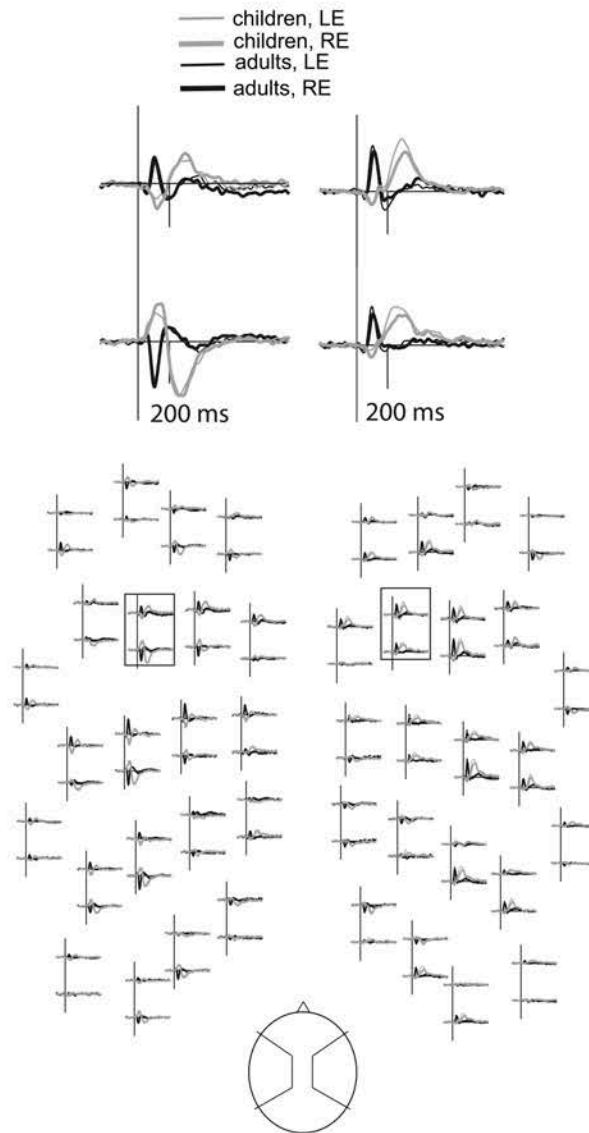 children, LE
children, RE
adults, LE
adults, RE
200 ms
200 ms